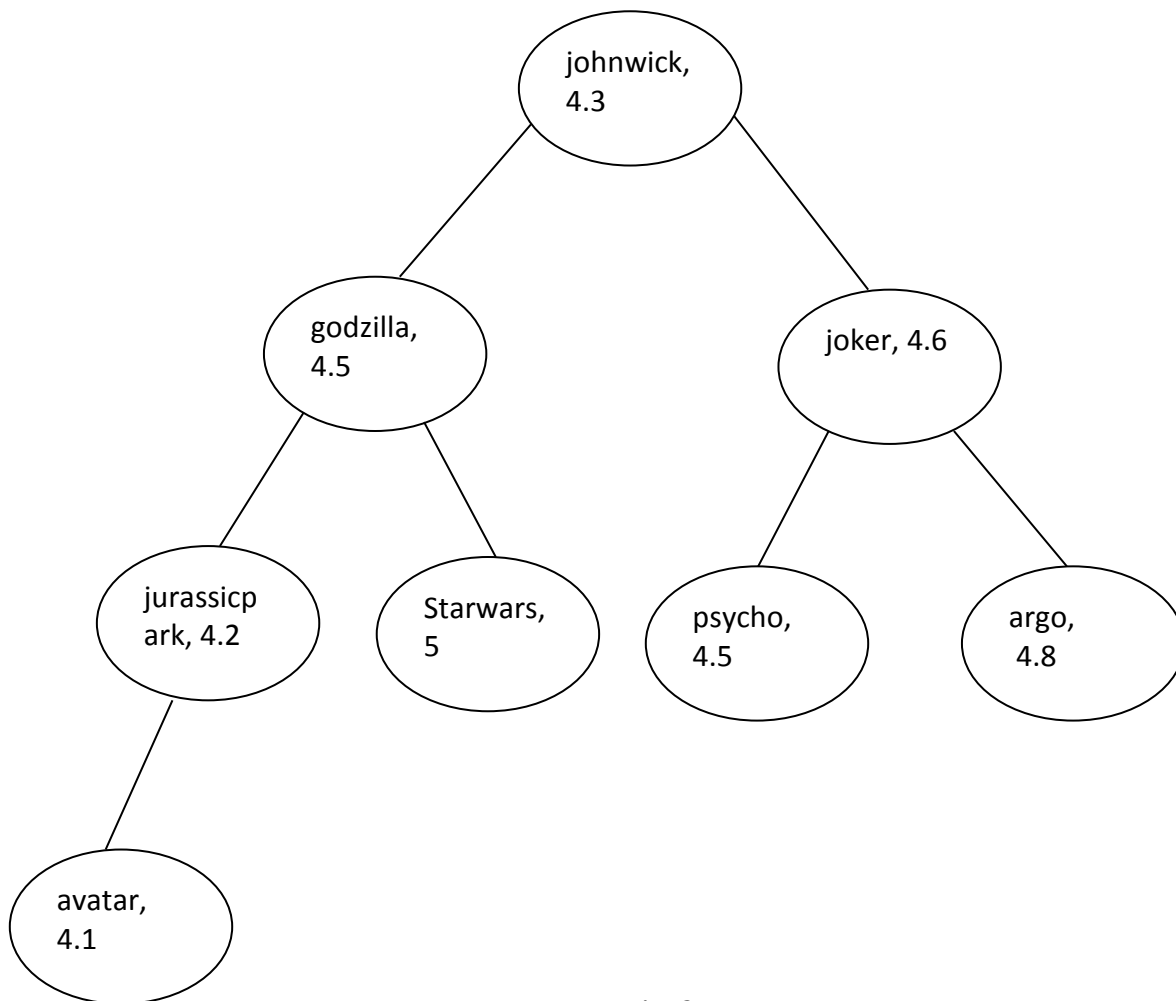 johnwick,
4.3
godzilla,
4.5
joker, 4.6
jurassicp
ark, 4.2
Starwars,
5
psycho,
4.5
argo,
4.8
avatar,
4.1